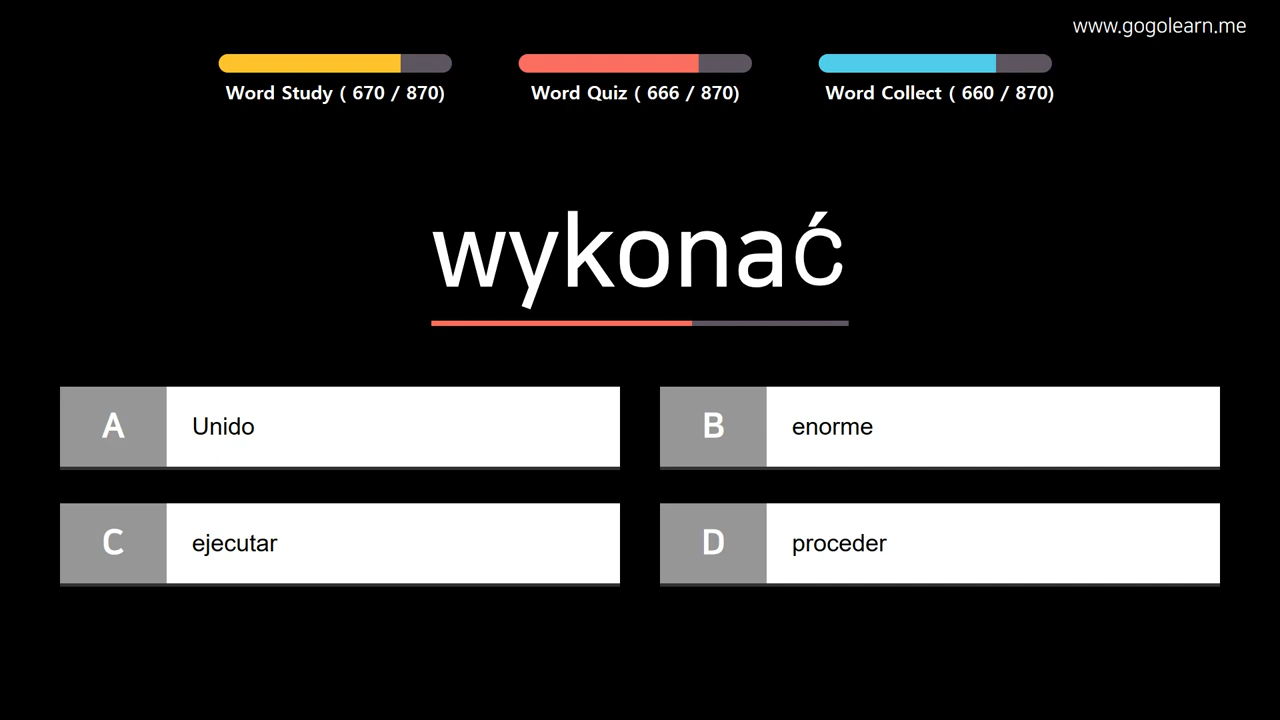 www.gogolearn.me
Word Study ( 670 / 870)
Word Quiz ( 666 / 870)
Word Collect ( 660 / 870)
wykonać
A
Unido
B
enorme
C
ejecutar
D
proceder